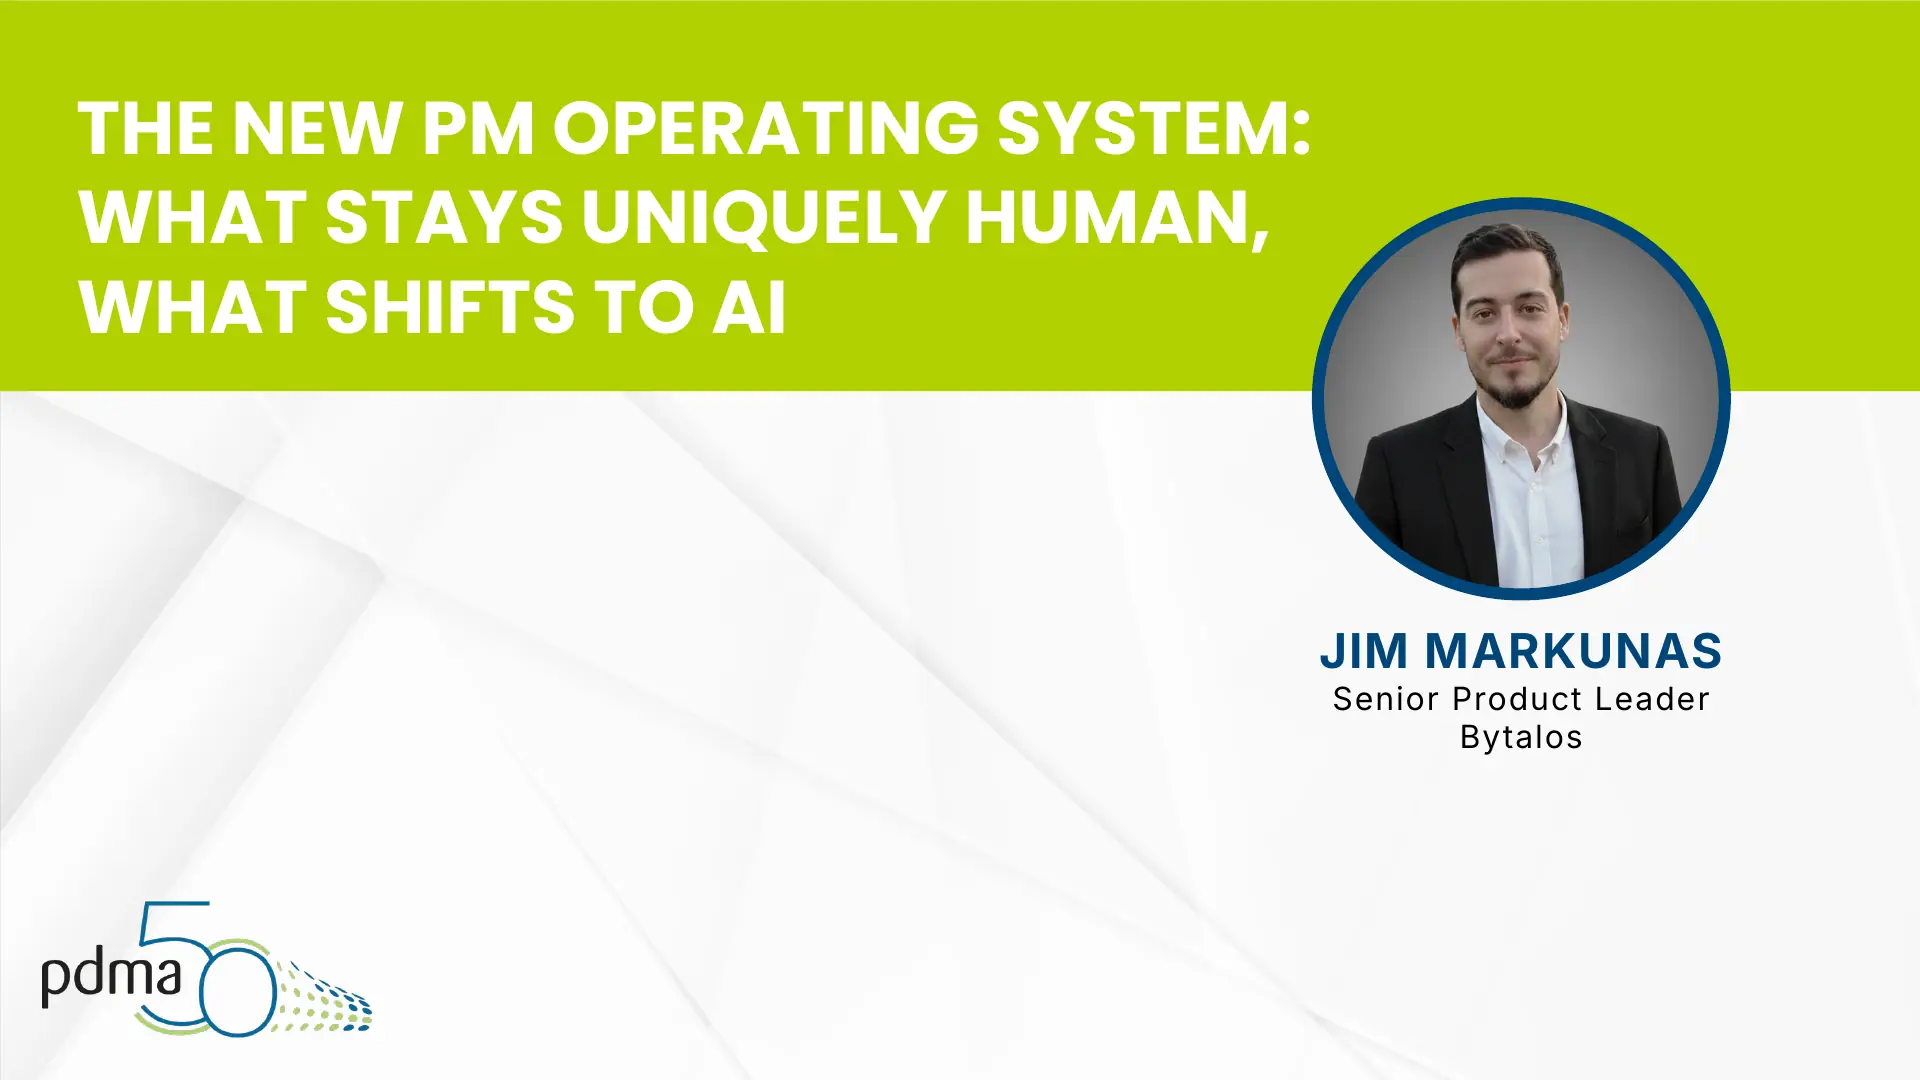 THE NEW PM OPERATING SYSTEM:
WHAT STAYS UNIQUELY HUMAN,
WHAT SHIFTS TO AI
JIM MARKUNAS
Senior Product Leader
Bytalos
pdma 50